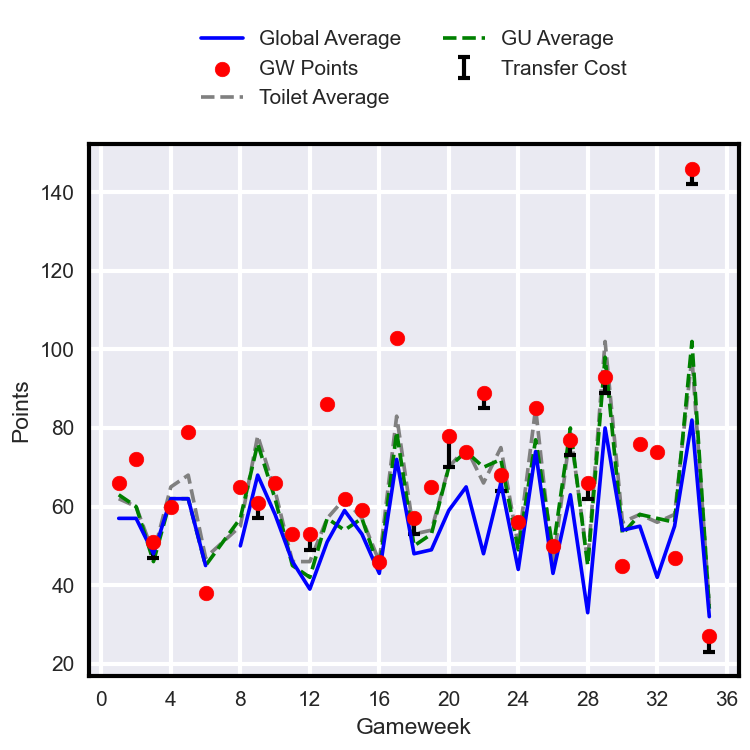 Global Average
GW Points
Toilet Average
GU Average
Transfer Cost
140
120
100
80
60
40
20
Points
0 4 8 12 16 20 24 28 32 36
Gameweek